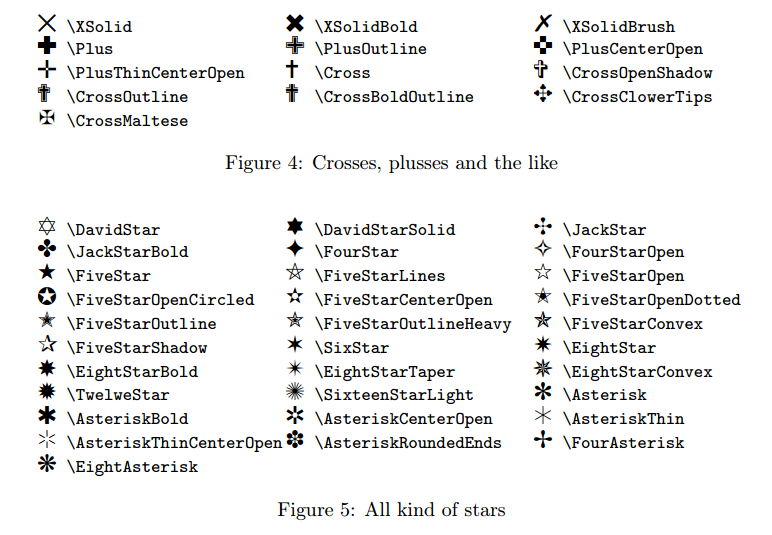 \XSolid \XSolidBold \XSolidBrush
\Plus \PlusOutline \PlusCenterOpen
\PlusThinCenterOpen \Cross \CrossOpenShadow
\CrossOutline \CrossBoldOutline \CrossClowerTips
\CrossMaltese
Figure 4: Crosses, plusses and the like
\DavidStar \DavidStarSolid \JackStar
\JackStarBold \FourStar \FourStarOpen
\FiveStar \FiveStarLines \FiveStarOpen
\FiveStarOpenCircled \FiveStarCenterOpen \FiveStarOpenDotted
\FiveStarOutline \FiveStarOutlineHeavy \FiveStarConvex
\FiveStarShadow \SixStar \EightStar
\EightStarBold \EightStarTaper \EightStarConvex
\TwelweStar \SixteenStarLight \Asterisk
\AsteriskBold \AsteriskCenterOpen \AsteriskThin
\AsteriskThinCenterOpen \AsteriskRoundedEnds \FourAsterisk
\EightAsterisk
Figure 5: All kind of stars